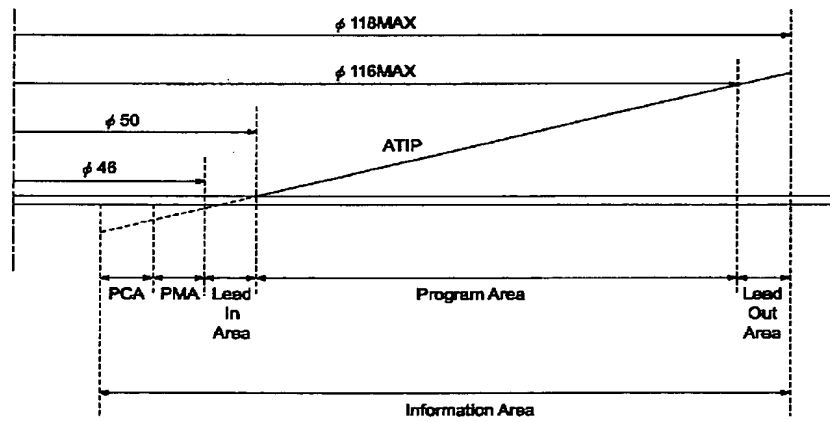 ϕ 118MAX
ϕ 116MAX
ϕ 50
ATIP
ϕ 46
PCA
PMA
Lead
In
Area
Program Area
Lead
Out
Area
Information Area